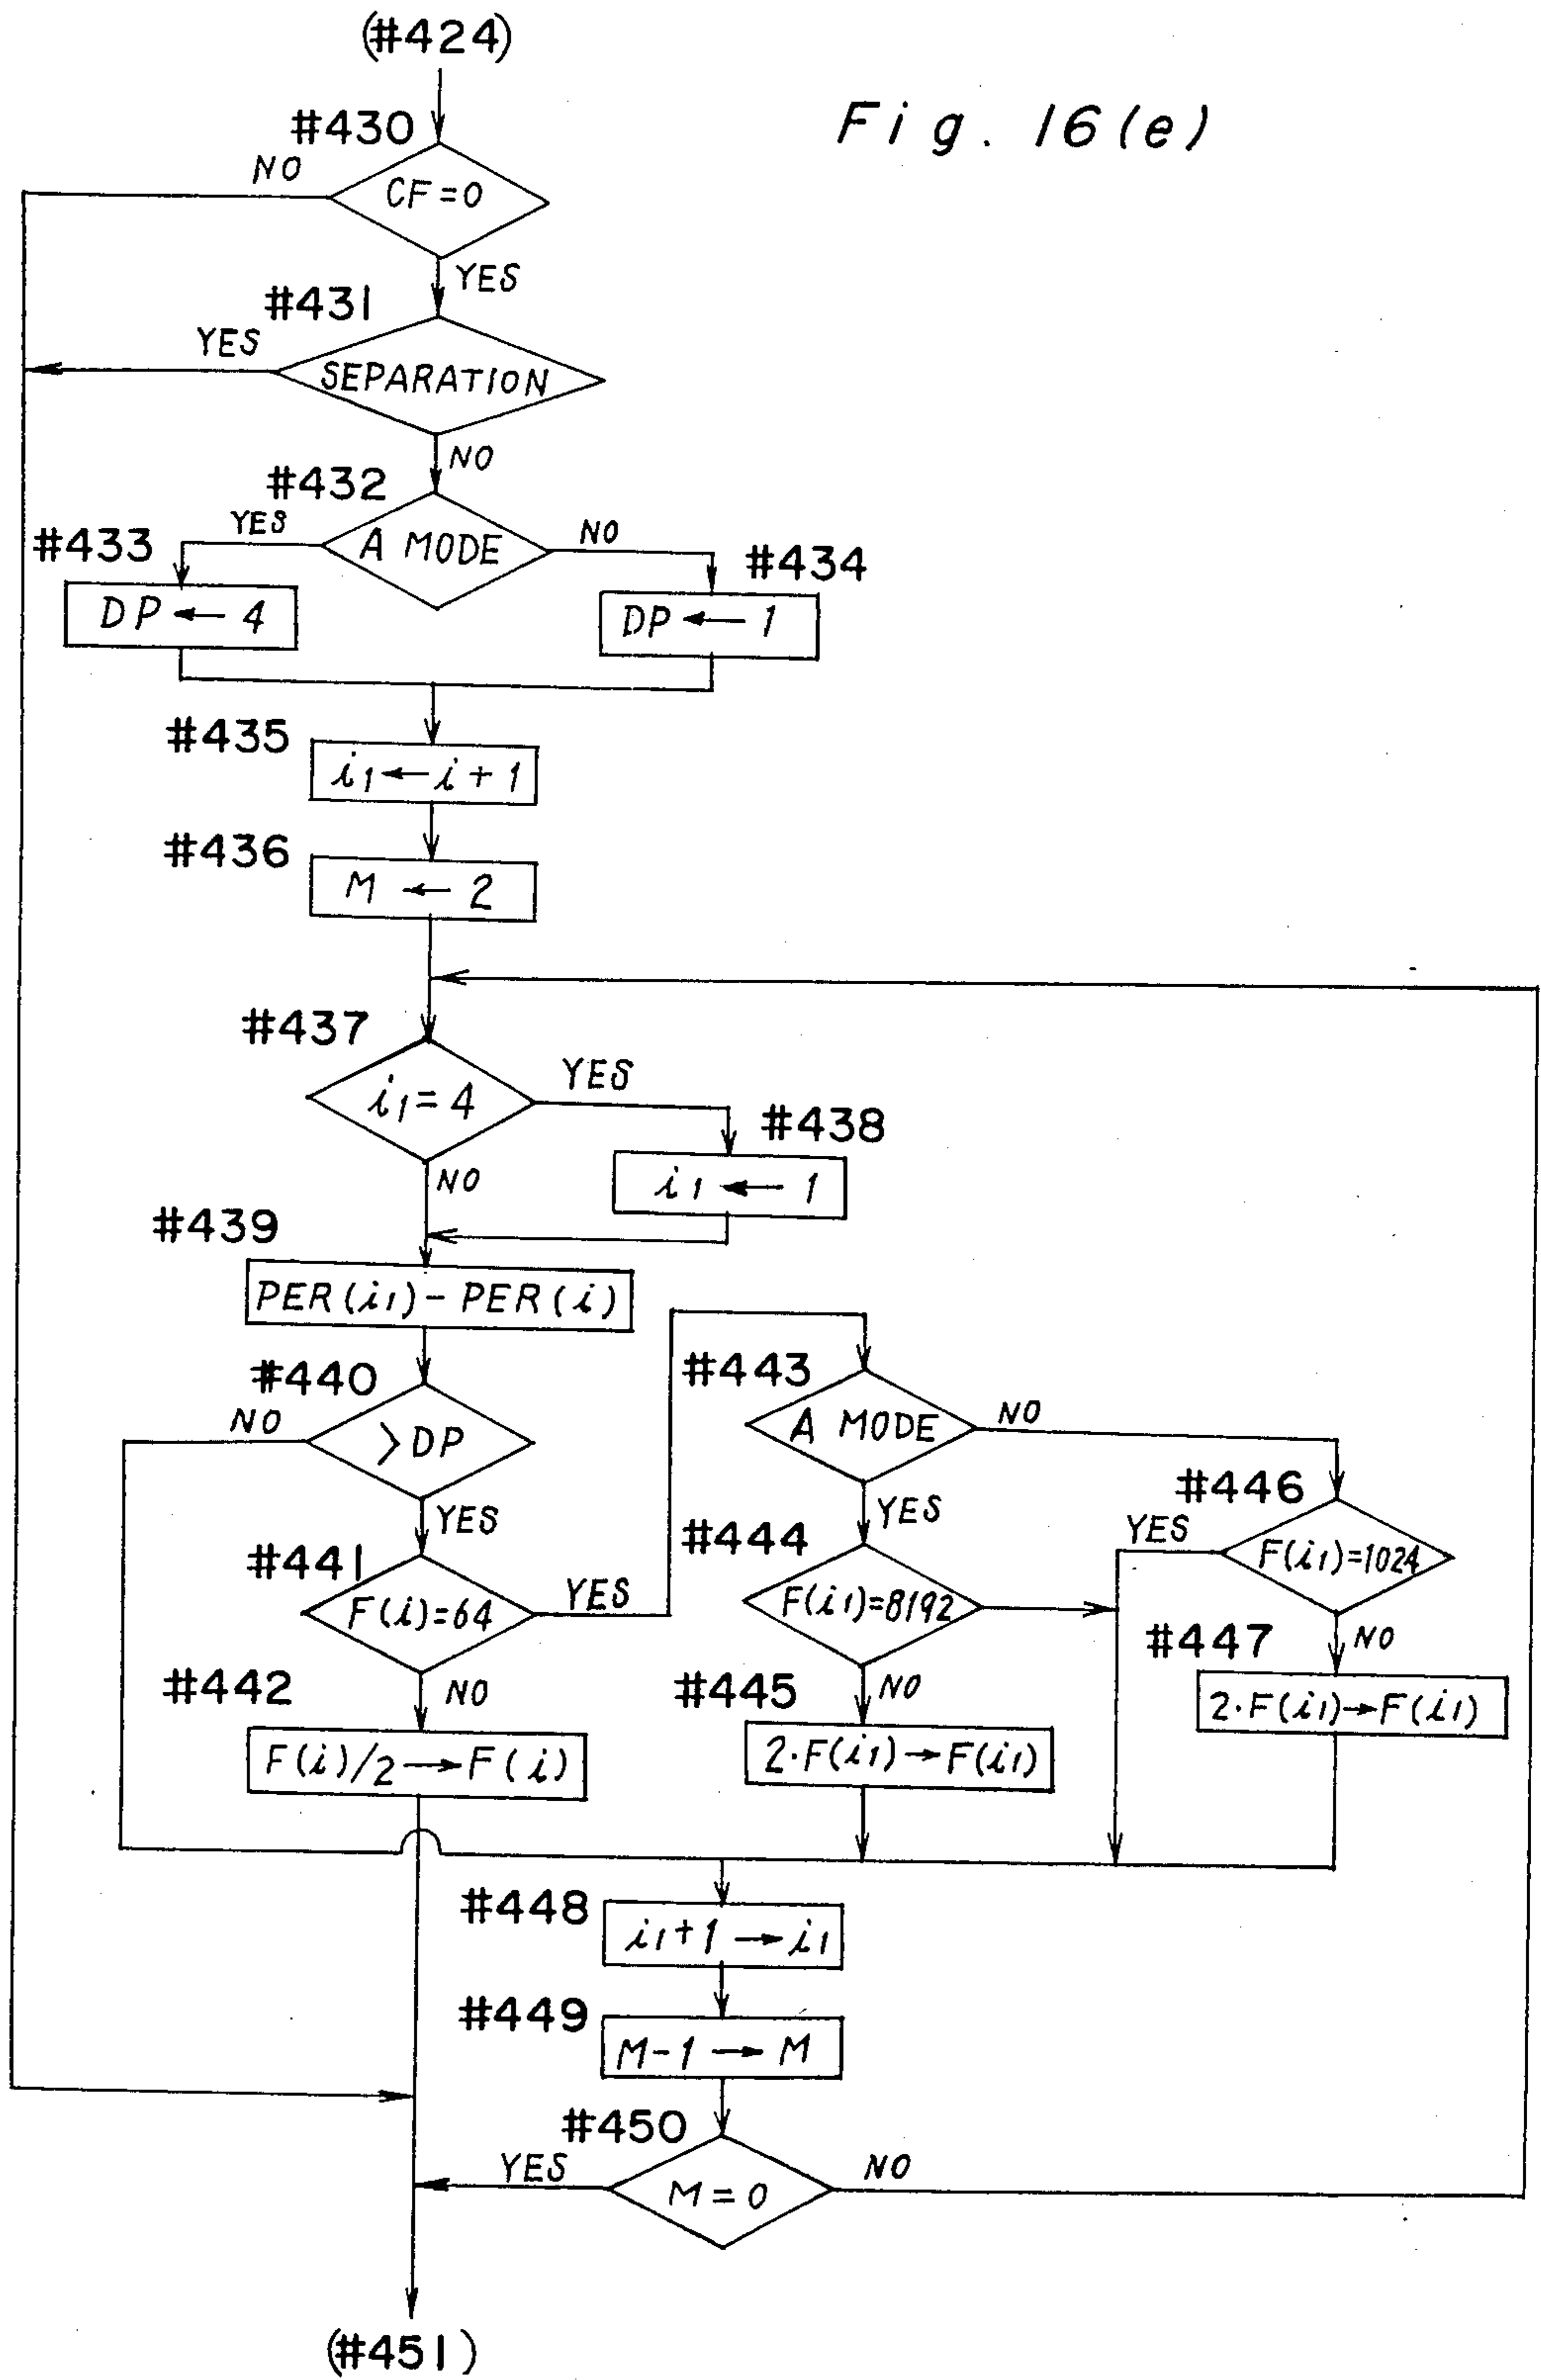 (#424)
Fig. 16(e)
#430
NO
CF=0
YES
#431
YES
SEPARATION
NO
#432
YES
A MODE
NO
#433
DP ← 4
#434
DP ← 1
#435
i1 ← i + 1
#436
M ← 2
#437
i1 = 4
YES
#438
NO
i1 ← 1
#439
PER(i1) - PER(i)
#440
NO
>DP
YES
#443
A MODE
NO
YES
#446
YES
F(i1)=1024
#441
F(i)=64
YES
#444
F(i1)=8192
NO
#447
2·F(i1)→F(i1)
#442
NO
F(i)/2→F(i)
#445
NO
2·F(i1)→F(i1)
#448
i1+1→i1
#449
M-1→M
#450
YES
M=0
NO
(#451)